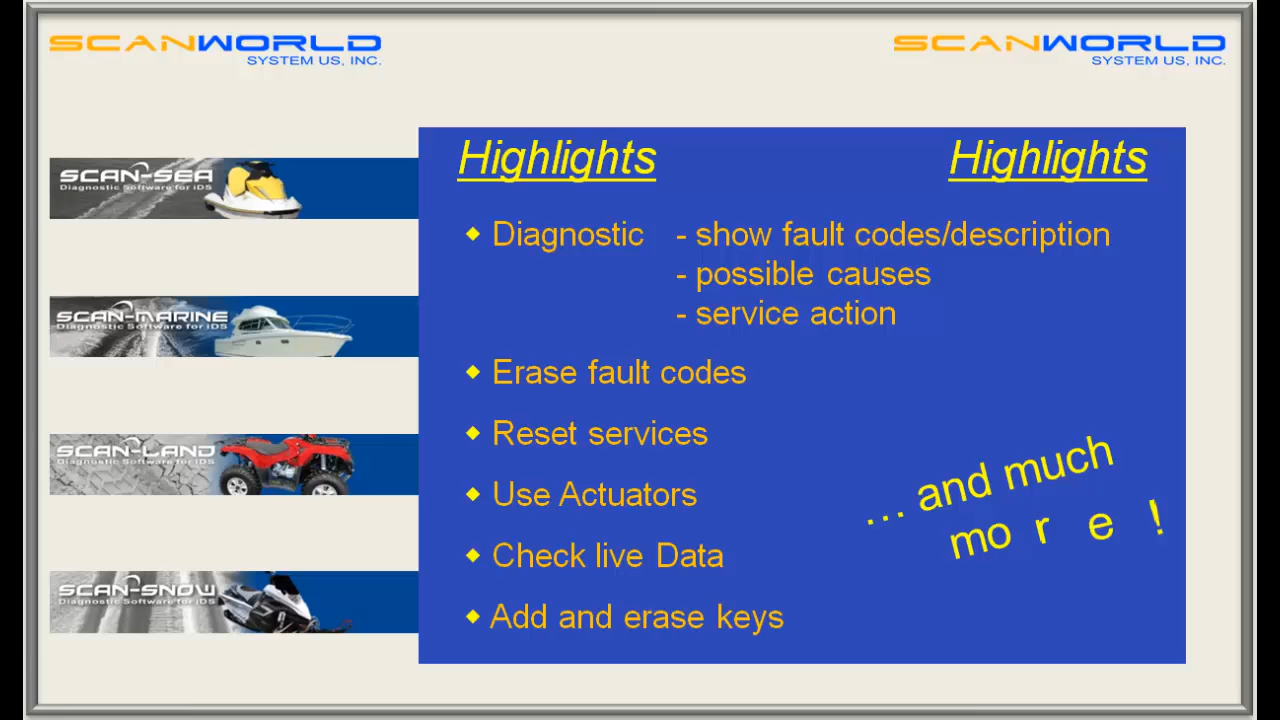 SCANWORLD
SYSTEM US, INC.
SCANWORLD
SYSTEM US, INC.
SCAN-SEA
Diagnostic Software for iDS
SCAN-MARINE
Diagnostic Software for iDS
SCAN-LAND
Diagnostic Software for iDS
SCAN-SNOW
Diagnostic Software for iDS
Highlights Highlights
◆ Diagnostic - show fault codes/description
- possible causes
- service action
◆ Erase fault codes
◆ Reset services
◆ Use Actuators
◆ Check live Data
◆ Add and erase keys
... and much
more!